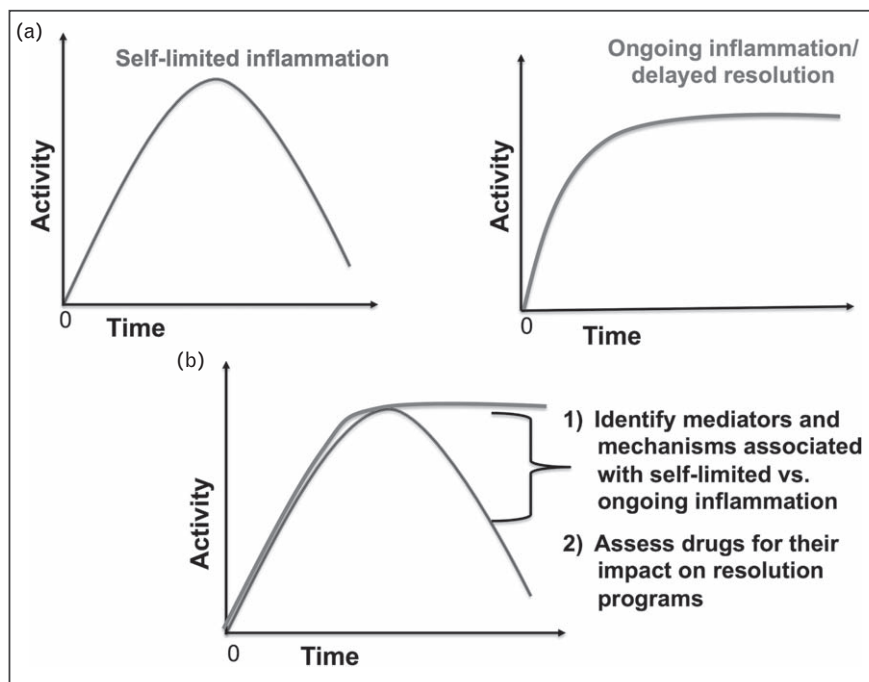 (a)
Self-limited inflammation
Activity
0
Time
Ongoing inflammation/
delayed resolution
Activity
0
Time
(b)
Activity
0
Time
1) Identify mediators and
mechanisms associated
with self-limited vs.
ongoing inflammation
2) Assess drugs for their
impact on resolution
programs